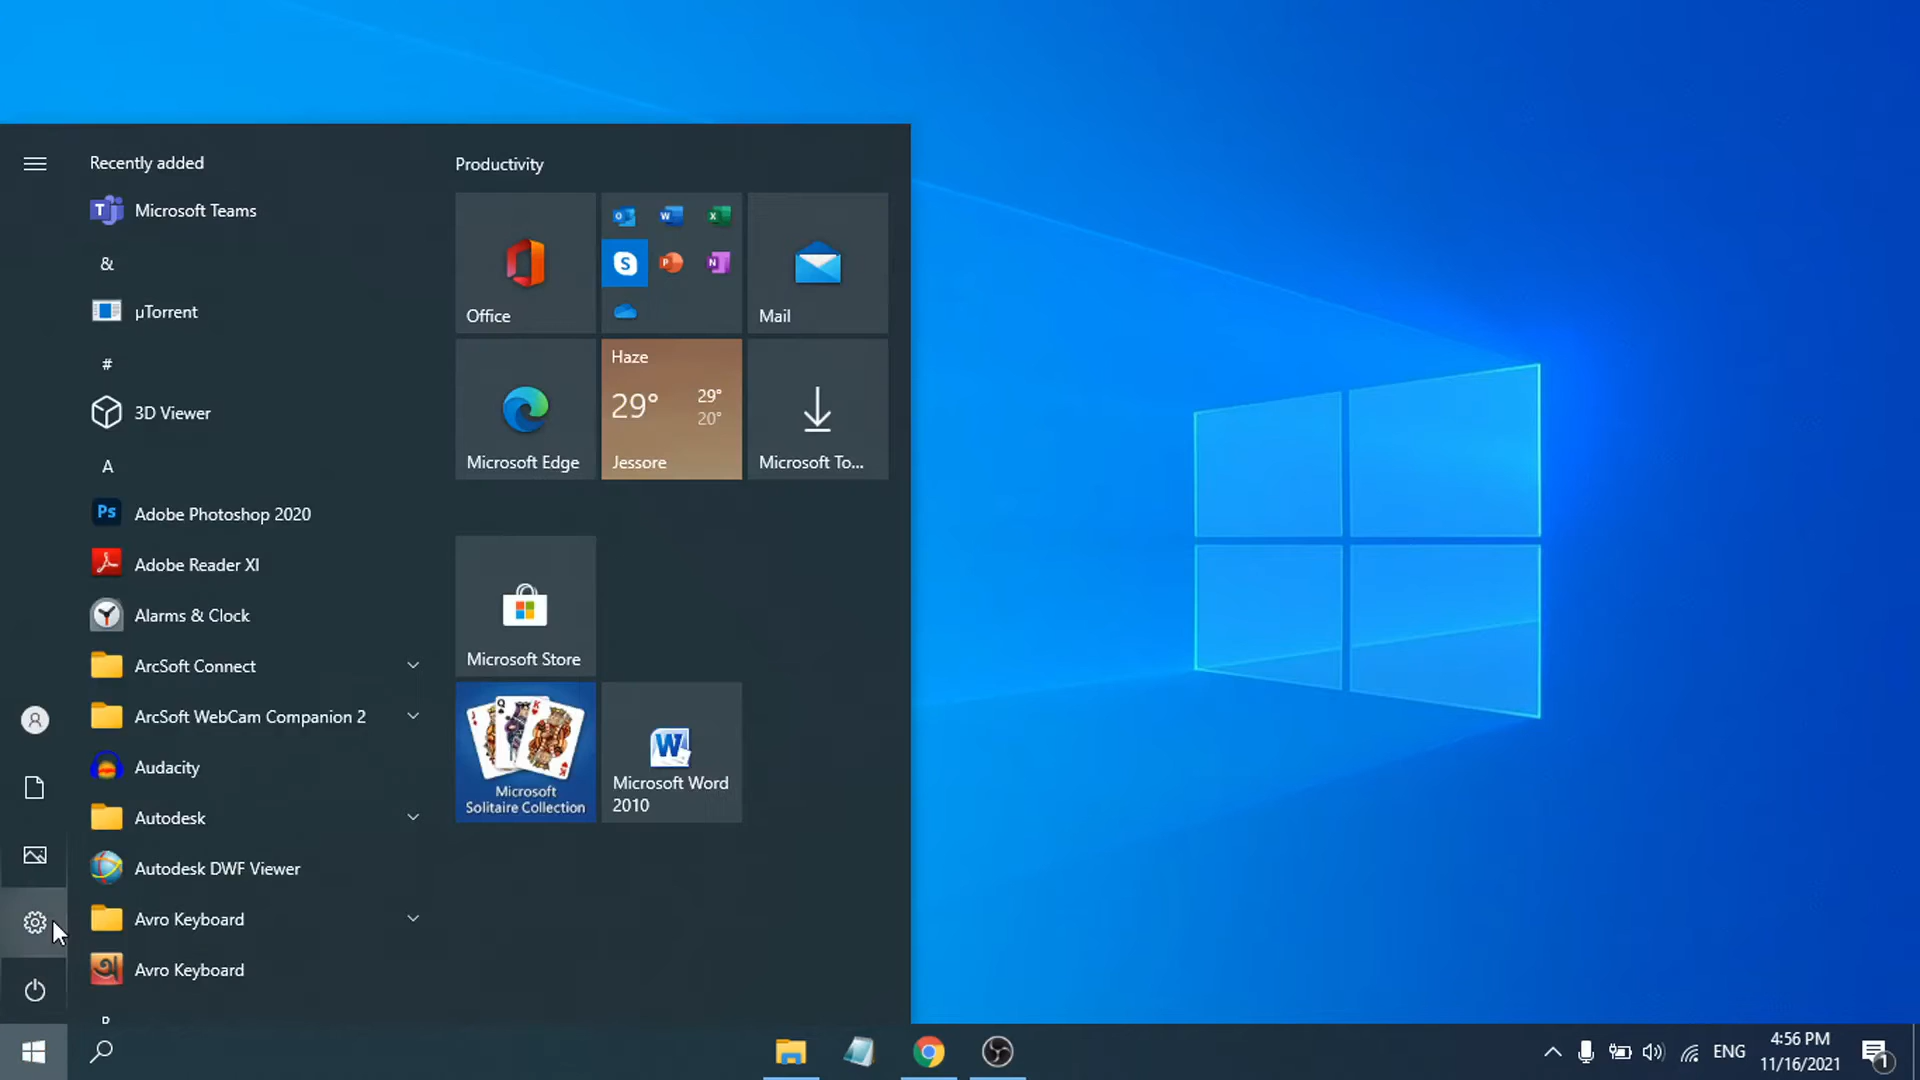 Recently added
Microsoft Teams
&
µTorrent
#
3D Viewer
A
Ps
Adobe Photoshop 2020
Adobe Reader XI
Alarms & Clock
ArcSoft Connect
ArcSoft WebCam Companion 2
Audacity
Autodesk
Autodesk DWF Viewer
Avro Keyboard
অ
Avro Keyboard
Productivity
Office
Mail
Microsoft Edge
Haze
29° 29°
20°
Jessore
Microsoft To...
Microsoft Store
Microsoft
Solitaire Collection
Microsoft Word
2010
ENG
4:56 PM
11/16/2021
1